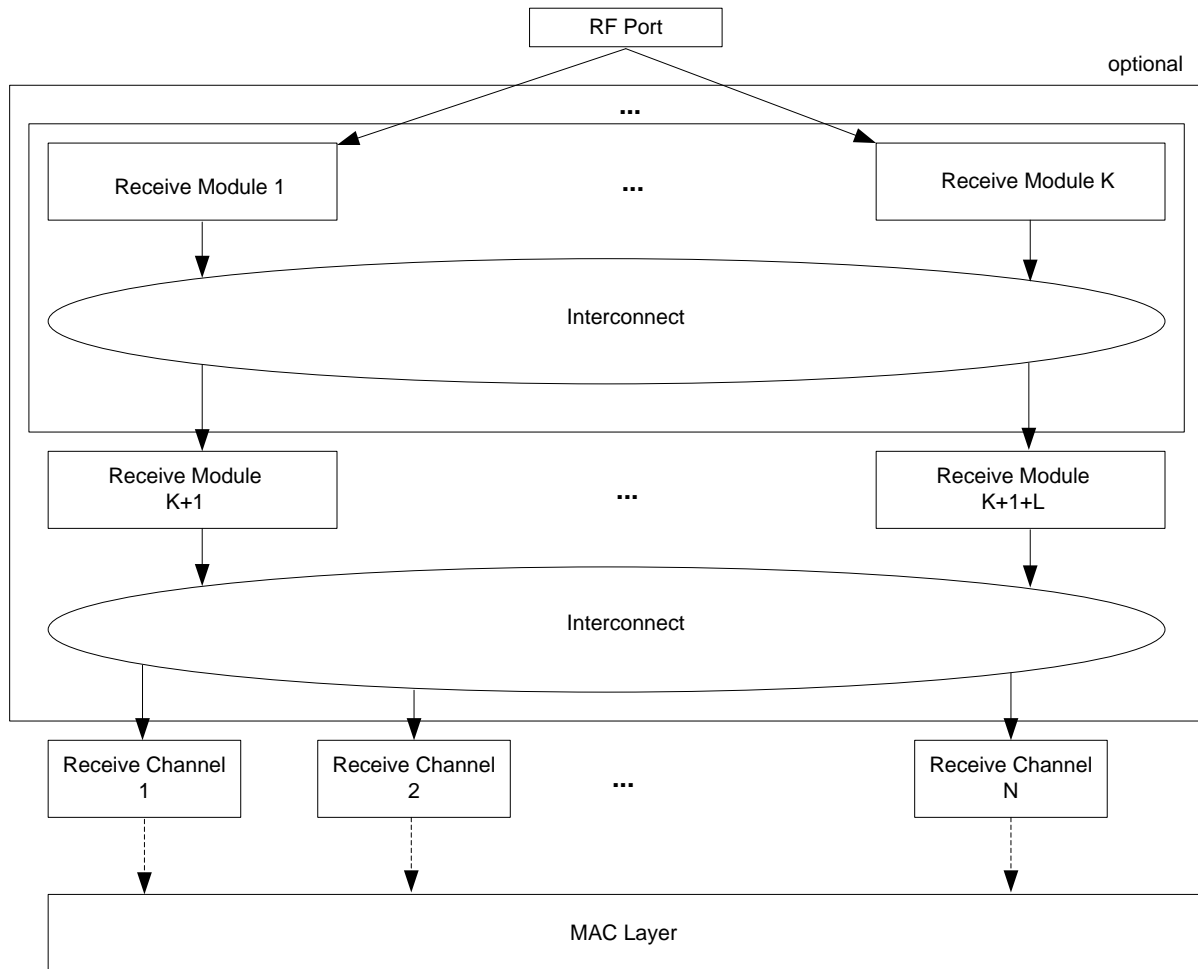 RF Port
optional
...
Receive Module 1
...
Receive Module K
Interconnect
Receive Module
K+1
...
Receive Module
K+1+L
Interconnect
Receive Channel
1
Receive Channel
2
...
Receive Channel
N
MAC Layer